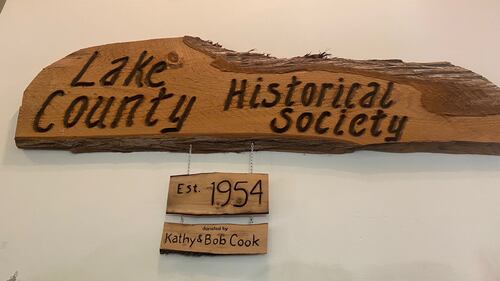 Lake
County Historical
Society
Est. 1954
donated by
Kathy & Bob Cook